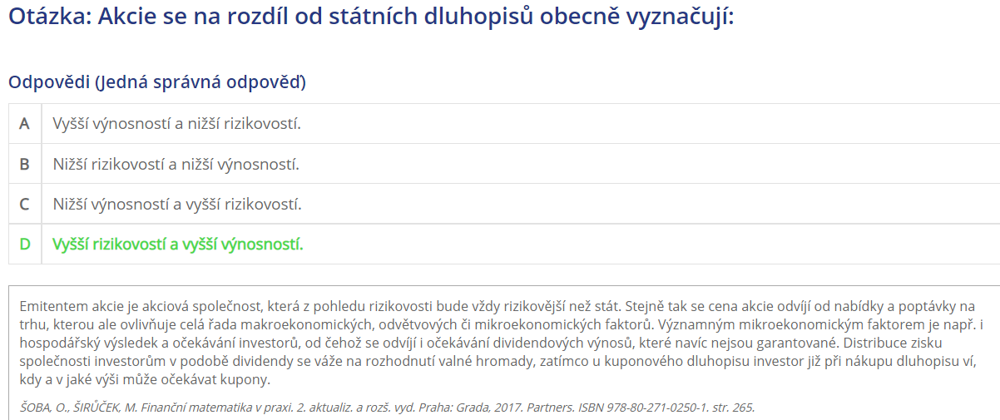 Otázka: Akcie se na rozdíl od státních dluhopisů obecně vyznačují:
Odpovědi (Jedná správná odpověď)
A Vyšší výnosností a nižší rizikovostí.
B Nižší rizikovostí a nižší výnosností.
C Nižší výnosností a vyšší rizikovostí.
D Vyšší rizikovostí a vyšší výnosností.
Emitentem akcie je akciová společnost, která z pohledu rizikovosti bude vždy rizikovější než stát. Stejně tak se cena akcie odvíjí od nabídky a poptávky na
trhu, kterou ale ovlivňuje celá řada makroekonomických, odvětvových či mikroekonomických faktorů. Významným mikroekonomickým faktorem je např. i
hospodářský výsledek a očekávání investorů, od čehož se odvíjí i očekávání dividendových výnosů, které navíc nejsou garantované. Distribuce zisku
společnosti investorům v podobě dividendy se váže na rozhodnutí valné hromady, zatímco u kuponového dluhopisu investor již při nákupu dluhopisu ví,
kdy a v jaké výši může očekávat kupony.
ŠOBA, O., ŠIRŮČEK, M. Finanční matematika v praxi. 2. aktualiz. a rozš. vyd. Praha: Grada, 2017. Partners. ISBN 978-80-271-0250-1. str. 265.